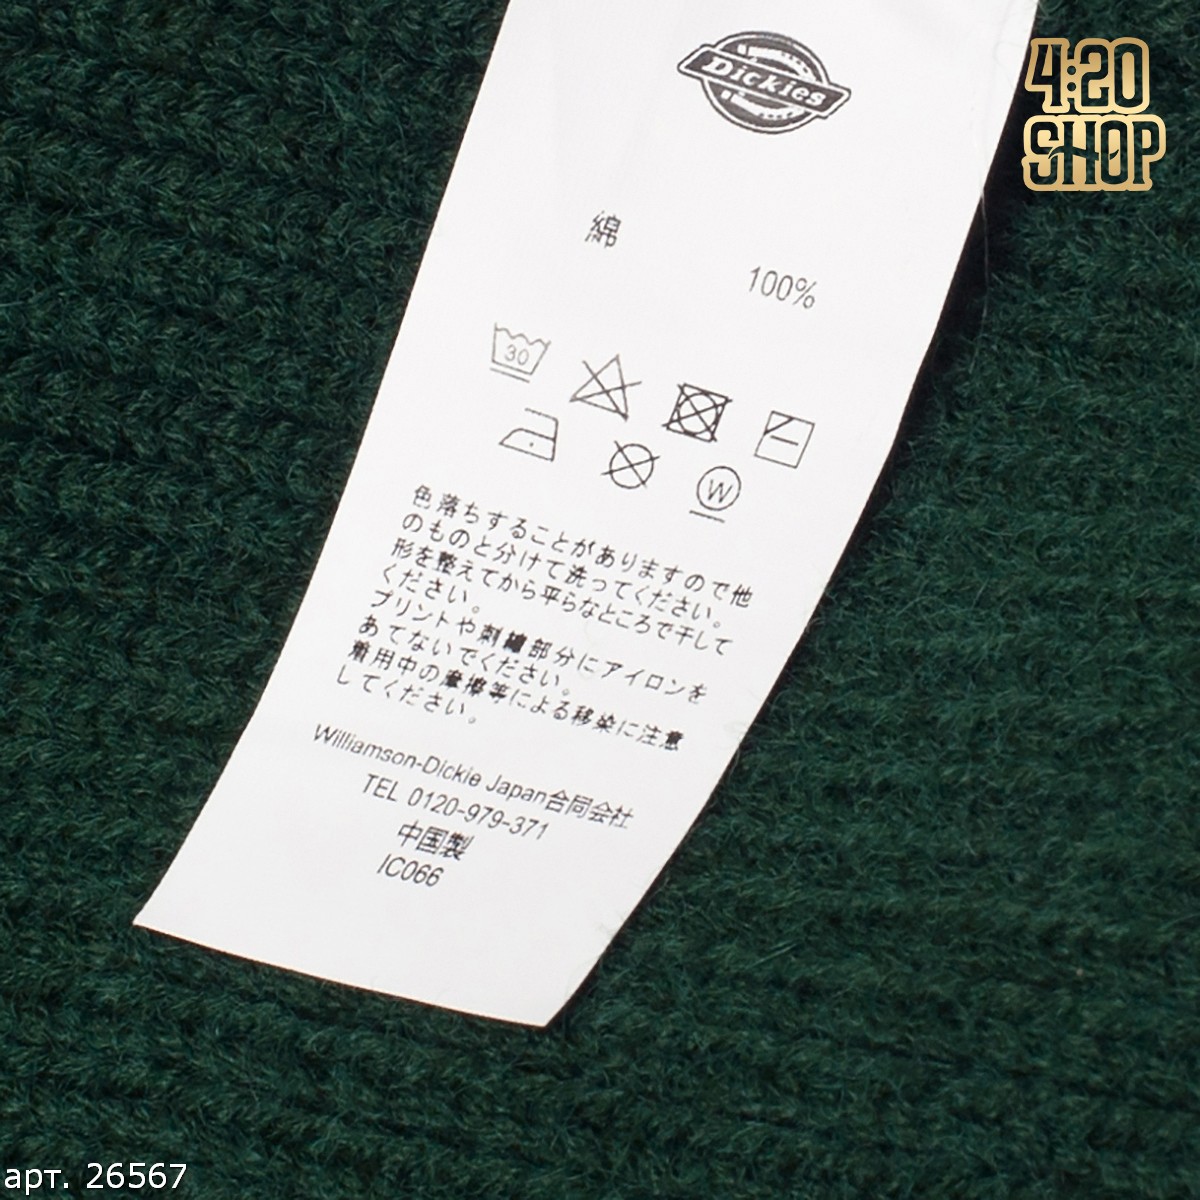 Dickies
4:20
SHOP
綿
100%
30
W
色落ちすることがありますので他
のものと分けて洗ってください。
形を整えてから平らなところで干して
ください。
プリントや刺繍部分にアイロンを
あてないでください。
着用中の摩擦等による移染に注意
してください。
Williamson-Dickie Japan合同会社
TEL 0120-979-371
中国製
IC066
арт. 26567